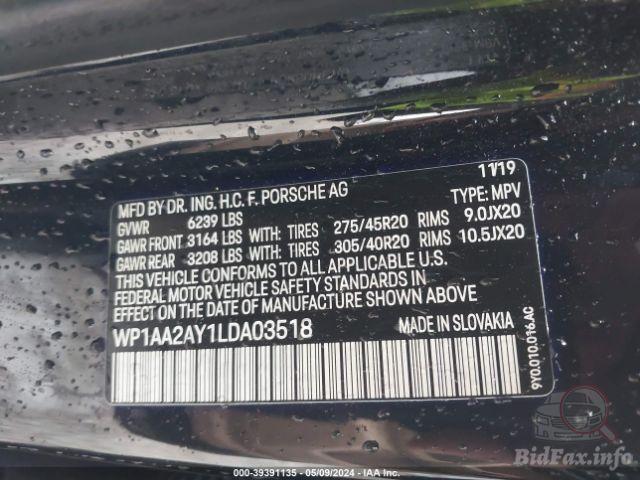 11/19
MFD BY DR. ING. H.C. F. PORSCHE AG TYPE: MPV
GVWR 6239 LBS
GAWR FRONT 3164 LBS WITH: TIRES 275/45R20 RIMS 9.0JX20
GAWR REAR 3208 LBS WITH: TIRES 305/40R20 RIMS 10.5JX20
THIS VEHICLE CONFORMS TO ALL APPLICABLE U.S.
FEDERAL MOTOR VEHICLE SAFETY STANDARDS IN
EFFECT ON THE DATE OF MANUFACTURE SHOWN ABOVE
WP1AA2AY1LDA03518 MADE IN SLOVAKIA
9Y0.010.016.AC
BidFax.info
000-39391135 - 05/09/2024 - IAA Inc.